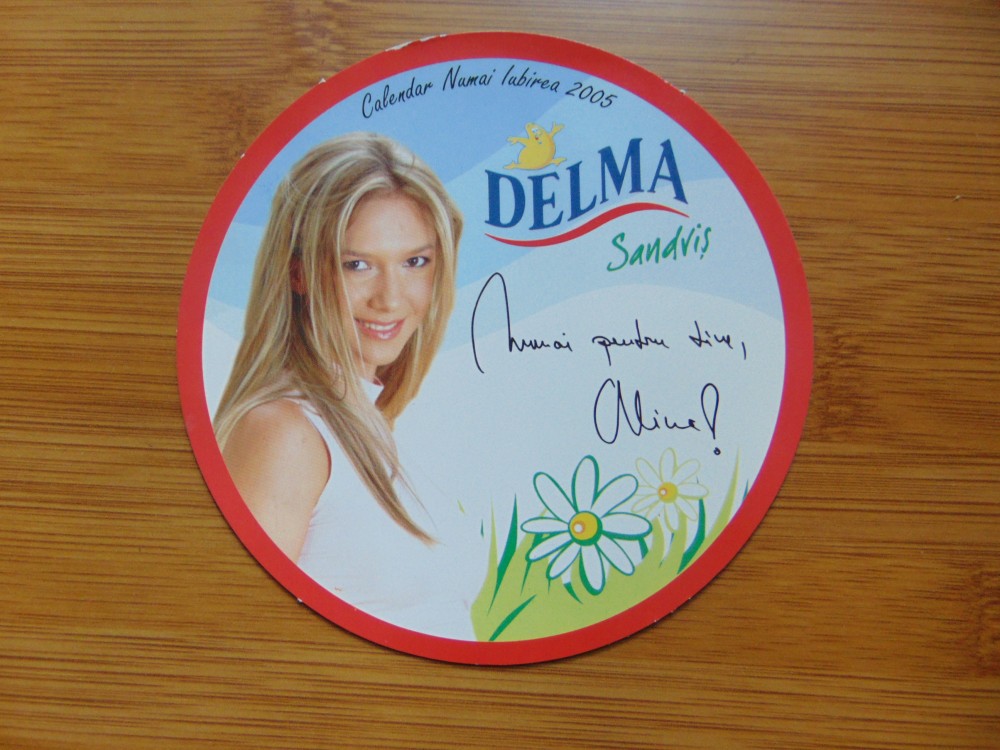 Calendar Numai Iubirea 2005
DELMA
Sandviș
Numai pentru tine,
Alina!